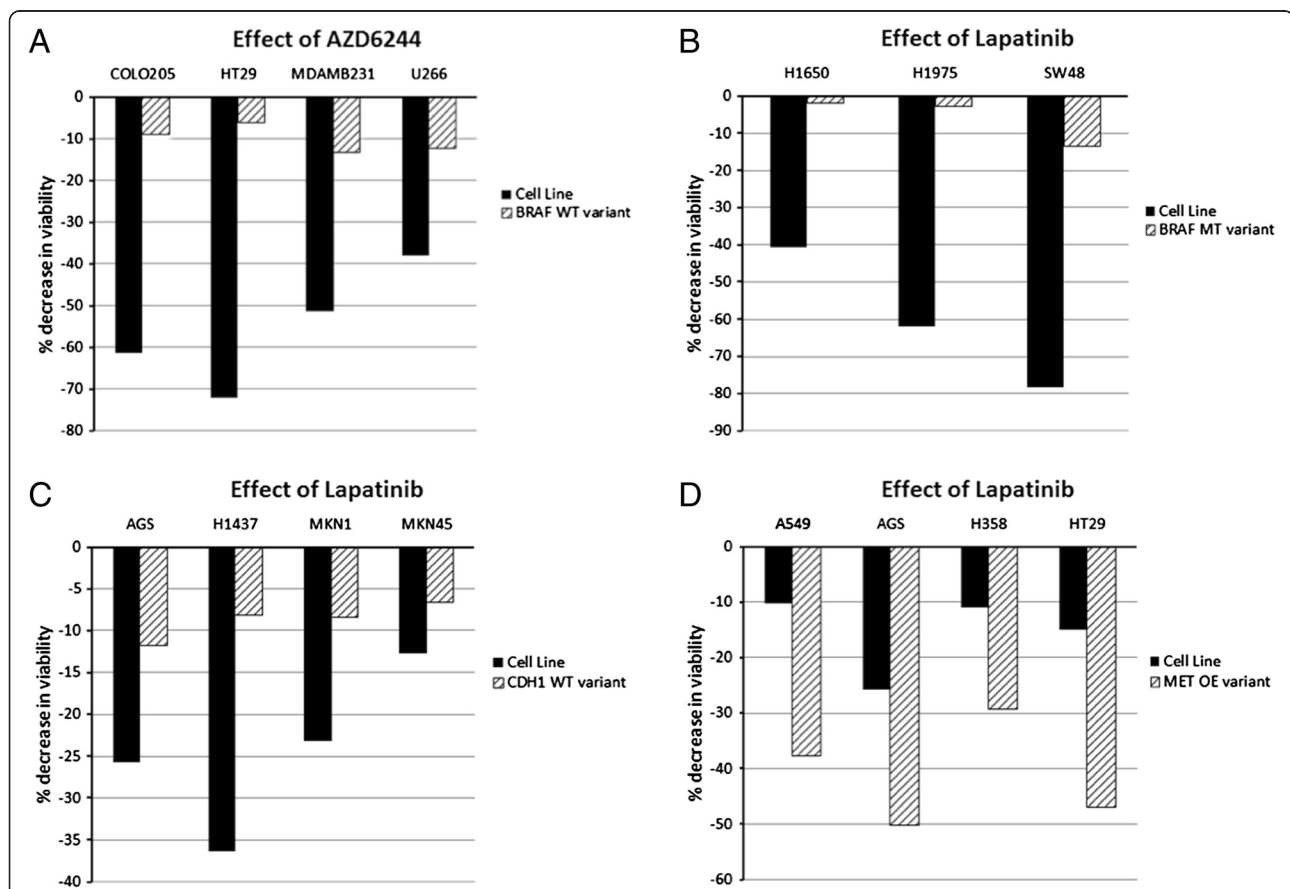 A
Effect of AZD6244
COLO205 HT29 MDAMB231 U266
0
-10
-20
-30
-40
-50
-60
-70
-80
% decrease in viability
Cell Line
BRAF WT variant
B
Effect of Lapatinib
H1650 H1975 SW48
0
-10
-20
-30
-40
-50
-60
-70
-80
-90
% decrease in viability
Cell Line
BRAF MT variant
C
Effect of Lapatinib
AGS H1437 MKN1 MKN45
0
-5
-10
-15
-20
-25
-30
-35
-40
% decrease in viability
Cell Line
CDH1 WT variant
D
Effect of Lapatinib
A549 AGS H358 HT29
0
-10
-20
-30
-40
-50
-60
% decrease in viability
Cell Line
MET OE variant